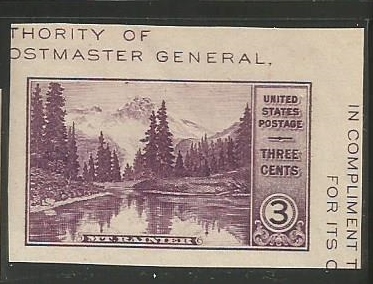 THORITY OF
OSTMASTER GENERAL,
UNITED
STATES
POSTAGE
THREE
CENTS
3
MT. RAINIER
IN COMPLIMENT T
FOR ITS